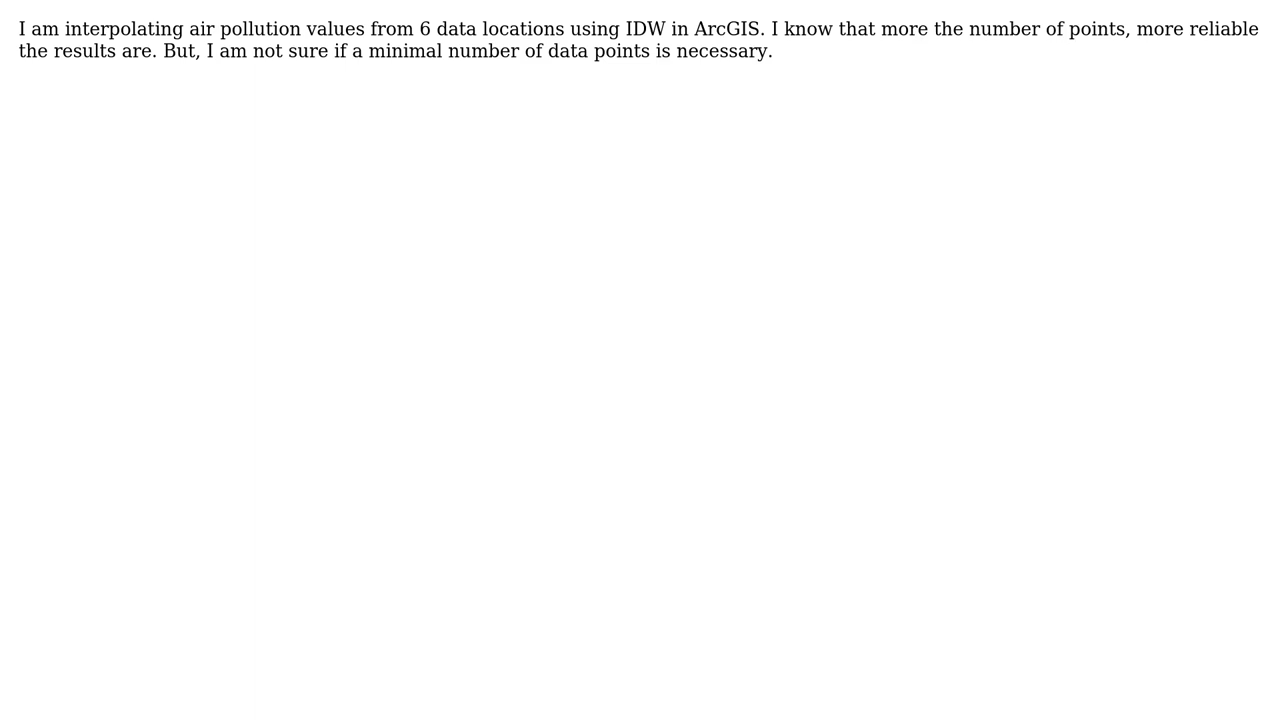 I am interpolating air pollution values from 6 data locations using IDW in ArcGIS. I know that more the number of points, more reliable
the results are. But, I am not sure if a minimal number of data points is necessary.